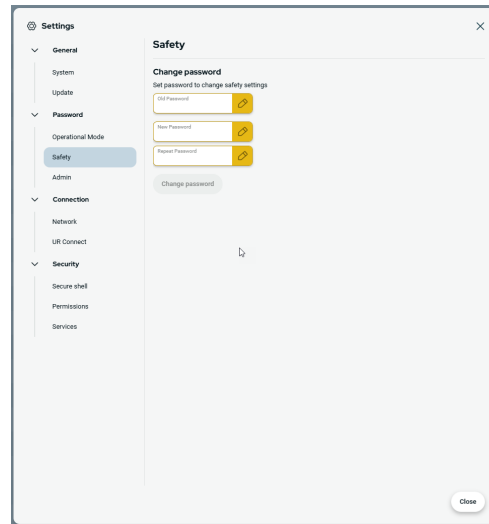 Settings
General
System
Update
Password
Operational Mode
Safety
Admin
Connection
Network
UR Connect
Security
Secure shell
Permissions
Services
Safety
Change password
Set password to change safety settings
Old Password
New Password
Repeat Password
Change password
Close